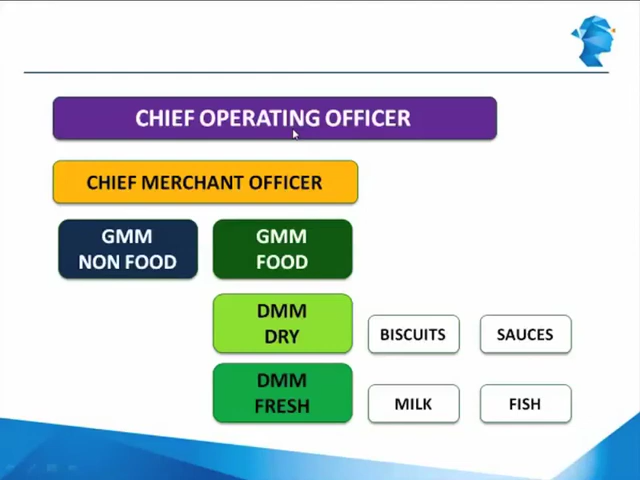 CHIEF OPERATING OFFICER
CHIEF MERCHANT OFFICER
GMM
NON FOOD
GMM
FOOD
DMM
DRY
BISCUITS
SAUCES
DMM
FRESH
MILK
FISH